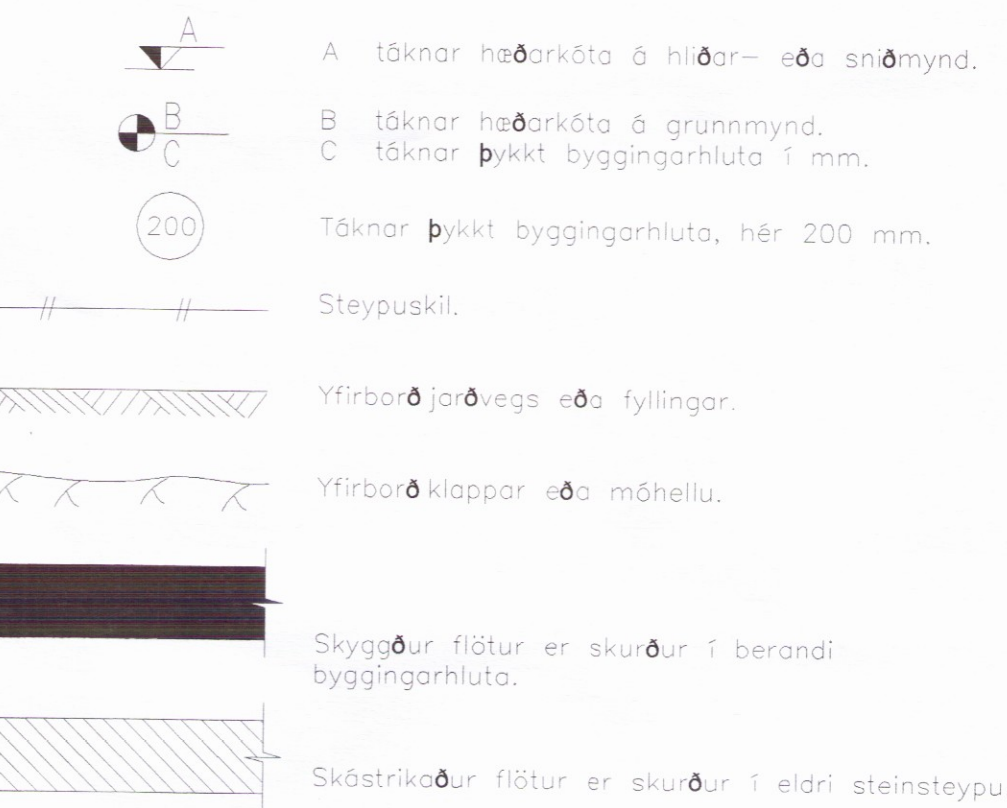 A
A táknar hæðarkóta á hliðar- eða sniðmynd.
B
C
B táknar hæðarkóta á grunnmynd.
C táknar þykkt byggingarhluta í mm.
200
Táknar þykkt byggingarhluta, hér 200 mm.
Steypuskil.
Yfirborð jarðvegs eða fyllingar.
Yfirborð klappar eða móhellu.
Skyggður flötur er skurður í berandi
byggingarhluta.
Skástrikaður flötur er skurður í eldri steinsteypu